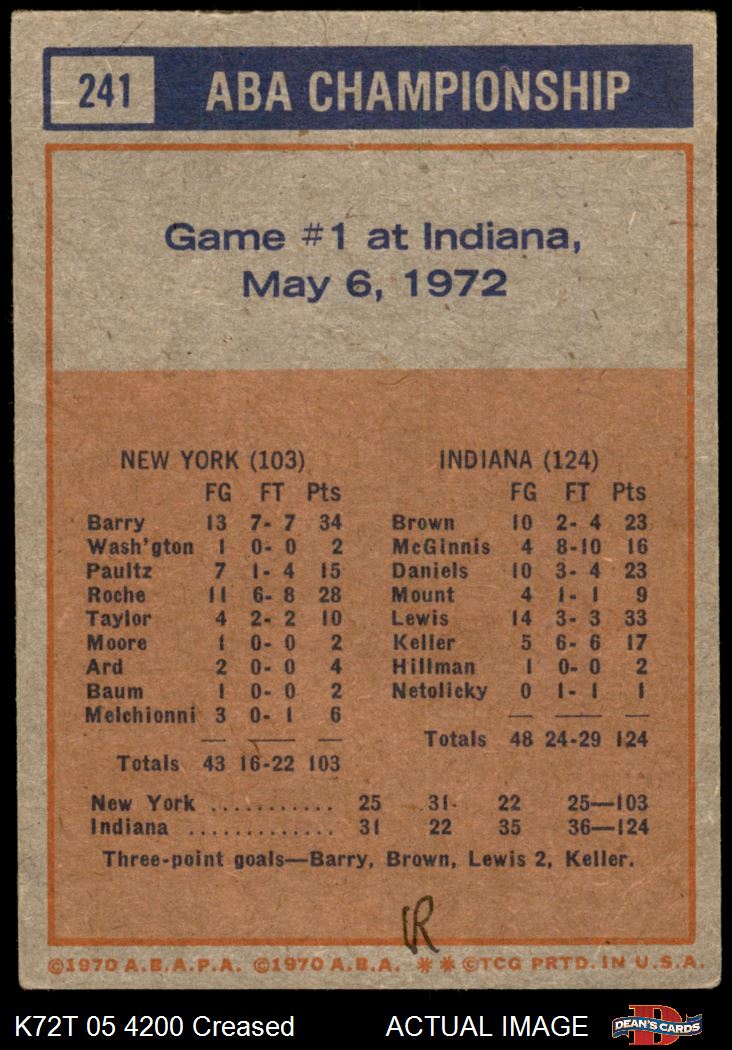 241 ABA CHAMPIONSHIP
Game #1 at Indiana,
May 6, 1972
NEW YORK (103)
FG FT Pts
Barry 13 7- 7 34
Wash'gton 1 0- 0 2
Paultz 7 1- 4 15
Roche 11 6- 8 28
Taylor 4 2- 2 10
Moore 1 0- 0 2
Ard 2 0- 0 4
Baum 1 0- 0 2
Melchionni 3 0- 1 6
Totals 43 16-22 103
INDIANA (124)
FG FT Pts
Brown 10 2- 4 23
McGinnis 4 8-10 16
Daniels 10 3- 4 23
Mount 4 1- 1 9
Lewis 14 3- 3 33
Keller 5 6- 6 17
Hillman 1 0- 0 2
Netolicky 0 1- 1 1
Totals 48 24-29 124
New York ........... 25 31 22 25—103
Indiana ............. 31 22 35 36—124
Three-point goals—Barry, Brown, Lewis 2, Keller.
R
©1970 A.B.A.P.A. ©1970 A.B.A. ** ©TCG PRTD. IN U.S.A.
K72T 05 4200 Creased ACTUAL IMAGE DEAN'S CARDS